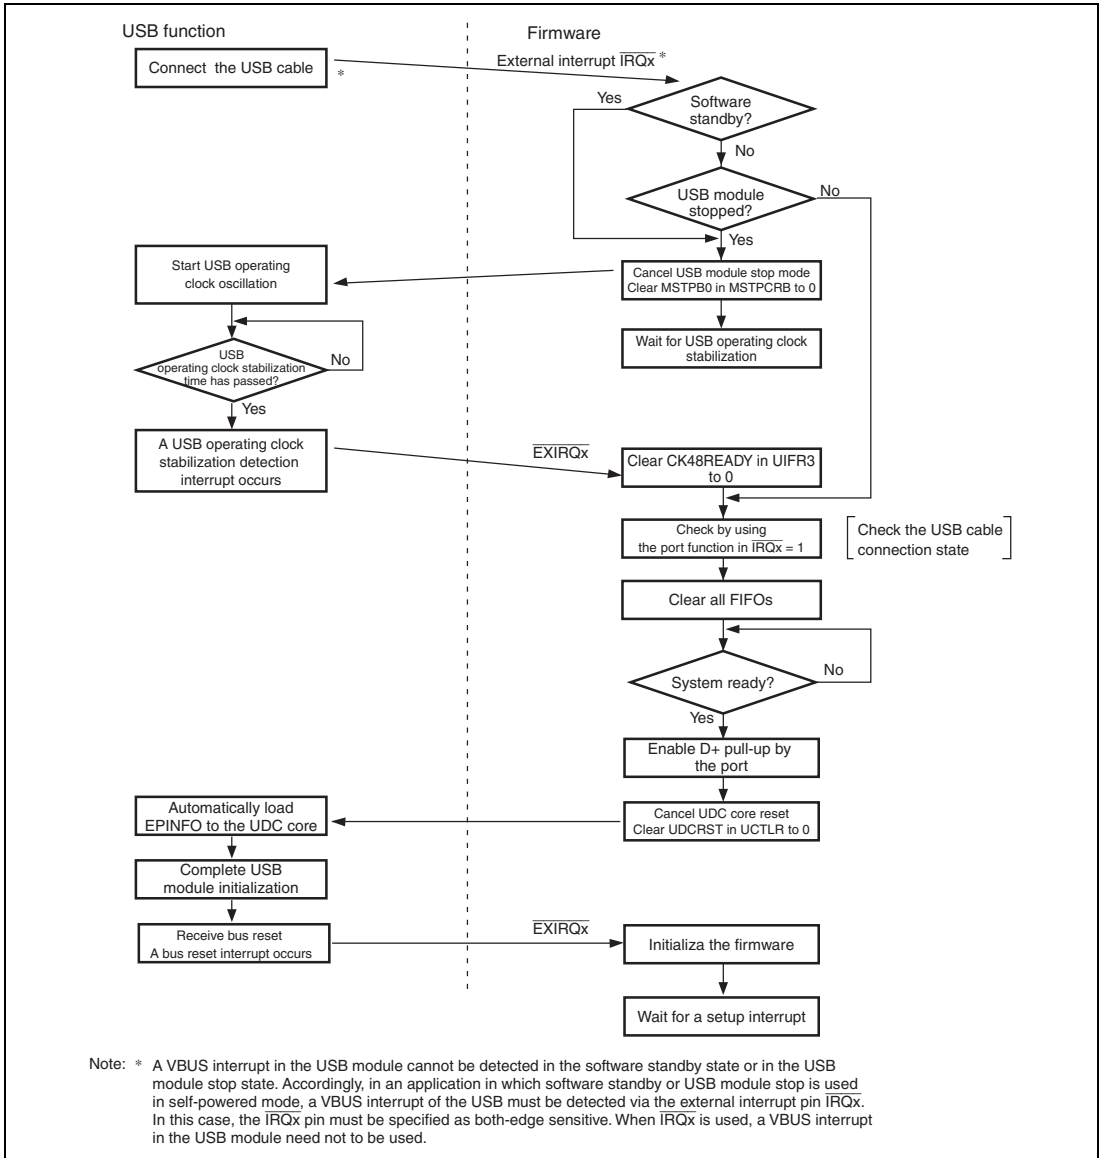 USB function
Firmware
Connect the USB cable
*
External interrupt IRQx *
Software
standby?
Yes
No
USB module
stopped?
No
Yes
Start USB operating
clock oscillation
Cancel USB module stop mode
Clear MSTPB0 in MSTPCRB to 0
Wait for USB operating clock
stabilization
USB
operating clock stabilization
time has passed?
No
Yes
A USB operating clock
stabilization detection
interrupt occurs
EXIRQx
Clear CK48READY in UIFR3
to 0
Check by using
the port function in IRQx = 1
Check the USB cable
connection state
Clear all FIFOs
System ready?
No
Yes
Enable D+ pull-up by
the port
Cancel UDC core reset
Clear UDCRST in UCTLR to 0
Automatically load
EPINFO to the UDC core
Complete USB
module initialization
Receive bus reset
A bus reset interrupt occurs
EXIRQx
Initializa the firmware
Wait for a setup interrupt
Note: * A VBUS interrupt in the USB module cannot be detected in the software standby state or in the USB
module stop state. Accordingly, in an application in which software standby or USB module stop is used
in self-powered mode, a VBUS interrupt of the USB must be detected via the external interrupt pin IRQx.
In this case, the IRQx pin must be specified as both-edge sensitive. When IRQx is used, a VBUS interrupt
in the USB module need not to be used.